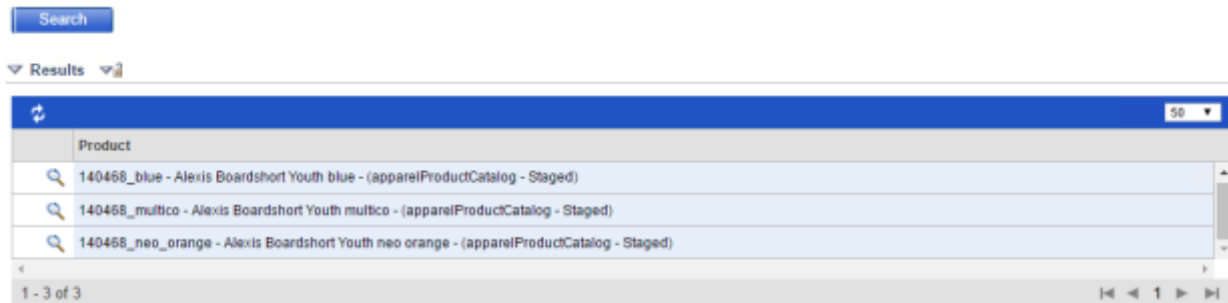 Search
Results
50
Product
140468_blue - Alexis Boardshort Youth blue - (apparelProductCatalog - Staged)
140468_multico - Alexis Boardshort Youth multico - (apparelProductCatalog - Staged)
140468_neo_orange - Alexis Boardshort Youth neo orange - (apparelProductCatalog - Staged)
1 - 3 of 3 1